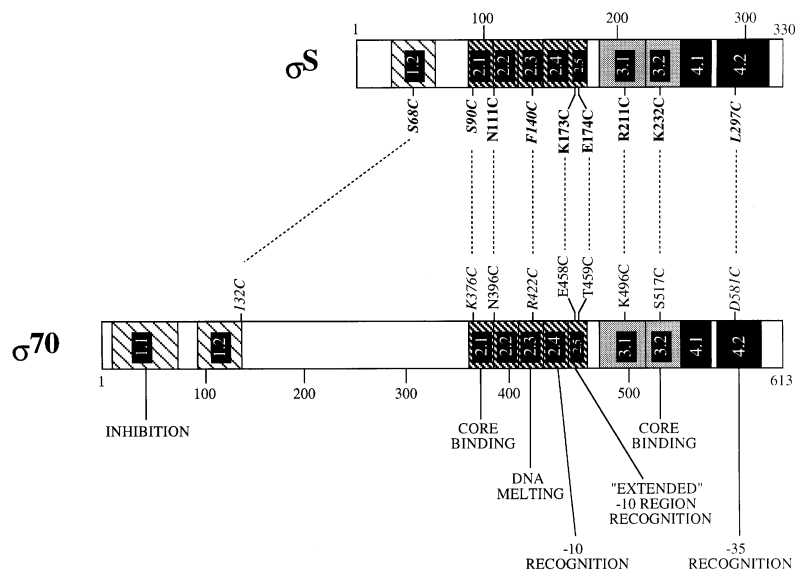 1 100 200 300 330
σS
1.2 2.1 2.2 2.3 2.4 2.5 3.1 3.2 4.1 4.2
S68C S90C N111C F140C K173C E174C R211C K232C L297C
132C K376C N396C R422C E458C T459C K496C S517C D581C
σ70
1.1 1.2 2.1 2.2 2.3 2.4 2.5 3.1 3.2 4.1 4.2
1 100 200 300 400 500 613
INHIBITION
CORE
BINDING
DNA
MELTING
-10
RECOGNITION
"EXTENDED"
-10 REGION
RECOGNITION
CORE
BINDING
-35
RECOGNITION